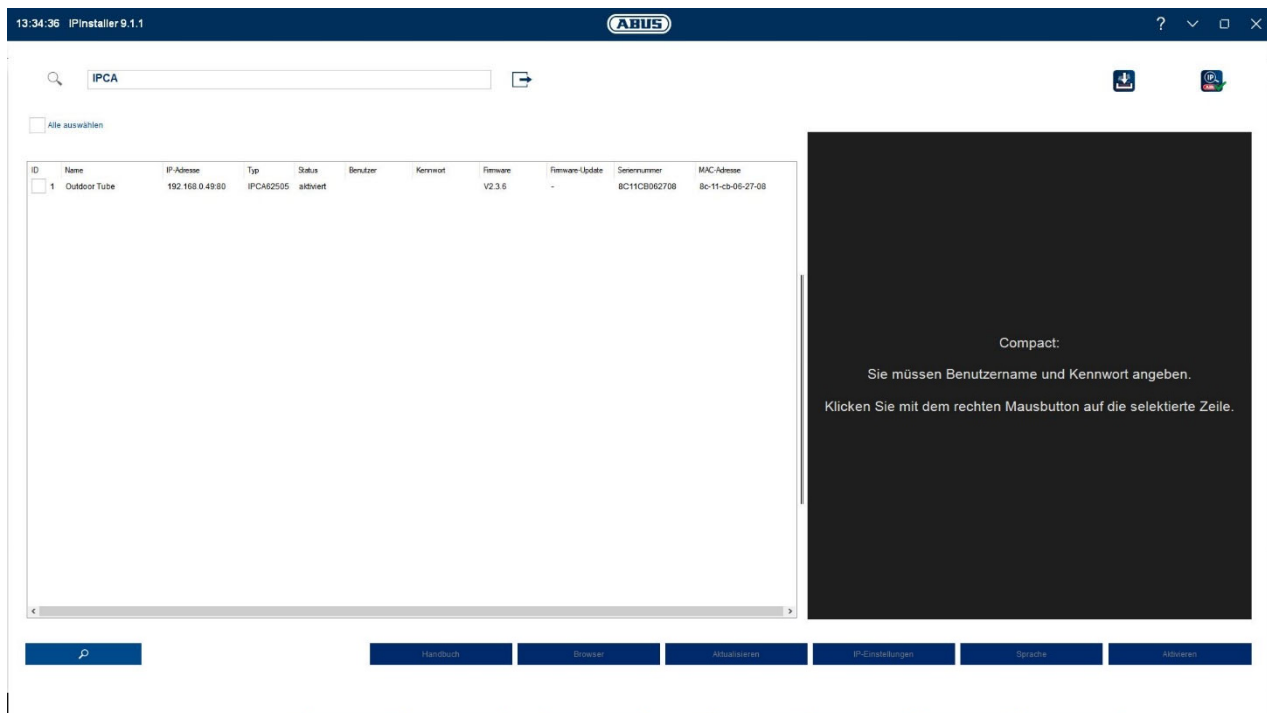 13:34:36 IPInstaller 9.1.1
ABUS
?
IPCA
Alle auswählen
ID Name IP-Adresse Typ Status Benutzer Kennwort Firmware Firmware-Update Seriennummer MAC-Adresse
1 Outdoor Tube 192.168.0.49:80 IPCA62505 aktiviert V2.3.6 - 8C11CB062708 8c-11-cb-06-27-08
Compact:
Sie müssen Benutzername und Kennwort angeben.
Klicken Sie mit dem rechten Mausbutton auf die selektierte Zeile.
Handbuch Browser Aktualisieren IP-Einstellungen Sprache Aktivieren